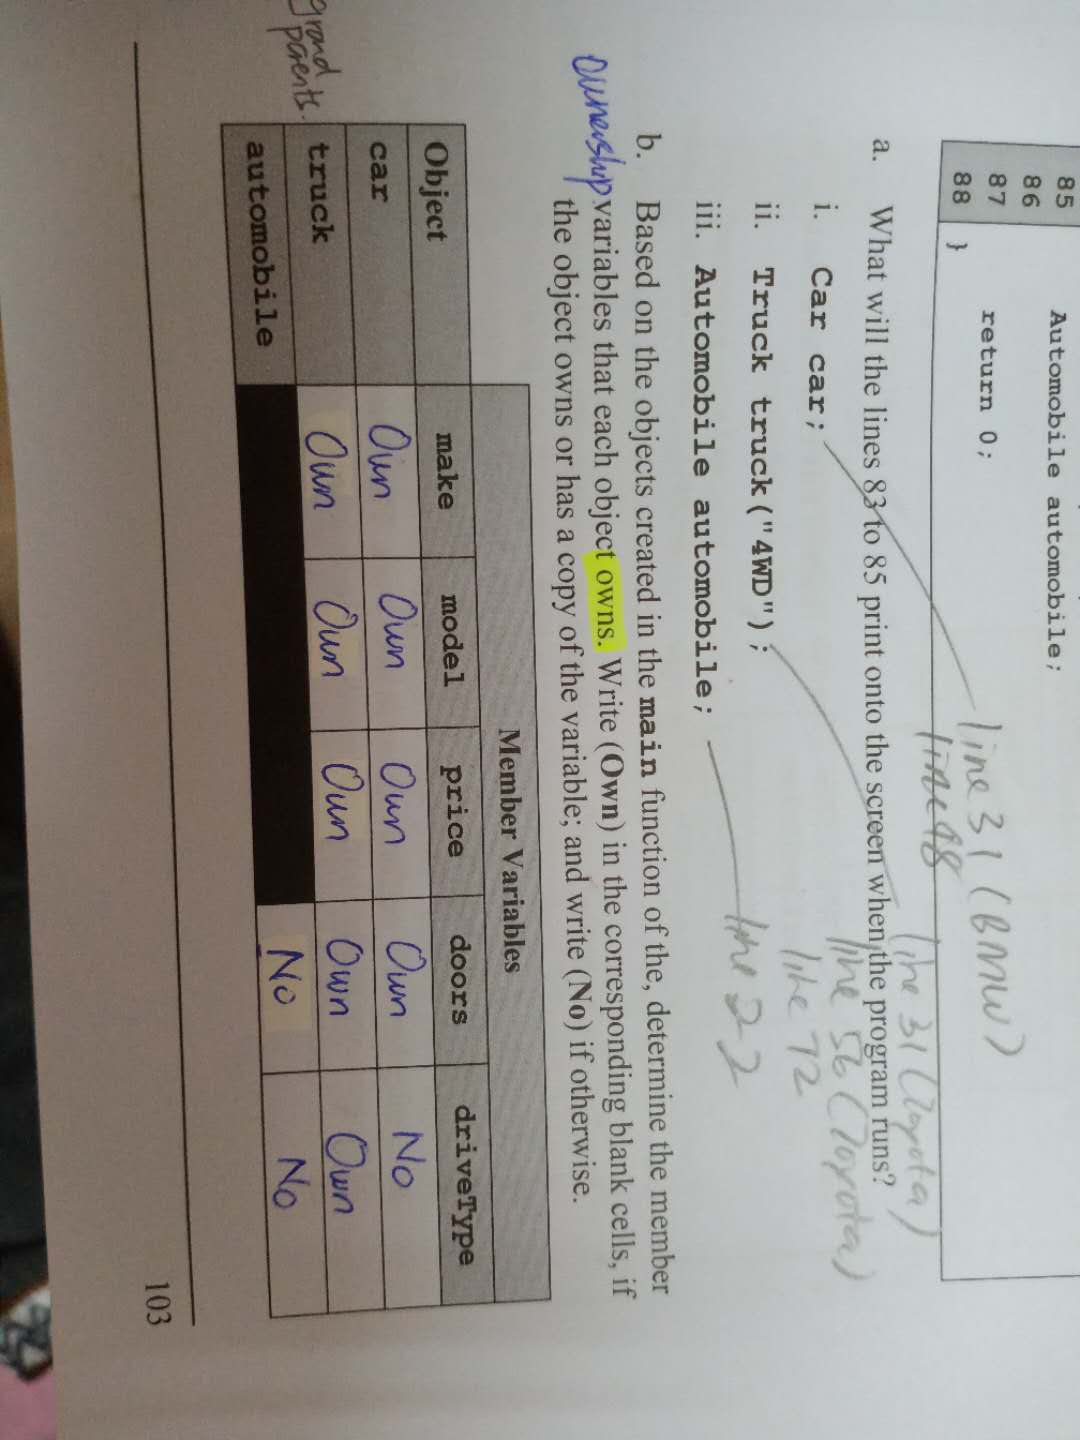 85 Automobile automobile;
86
87 return 0;
88 }
line 31 (BMW)
line 48
a. What will the lines 83 to 85 print onto the screen when the program runs?
i. Car car;
line 31 (Toyota)
line 56 (Toyota)
ii. Truck truck("4WD");
line 72
iii. Automobile automobile;
line 22
b. Based on the objects created in the main function of the, determine the member
ownership variables that each object owns. Write (Own) in the corresponding blank cells, if
the object owns or has a copy of the variable; and write (No) if otherwise.
Member Variables
Object make model price doors driveType
car Own Own Own Own No
truck Own Own Own Own Own
grand
parents.
automobile No No
103